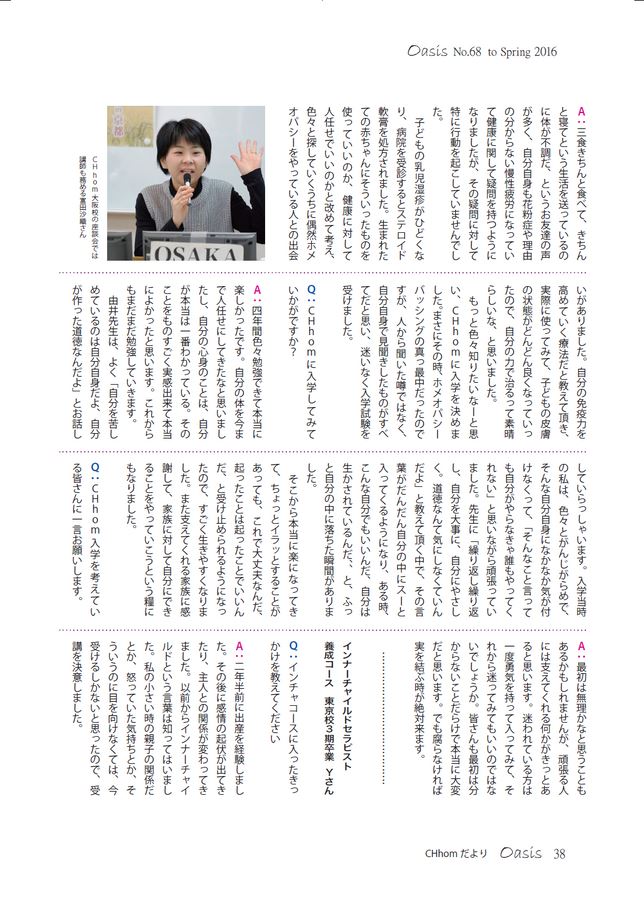 Oasis No.68 to Spring 2016
A：三食きちんと食べて、きちん
と寝てという生活を送っているの
に体が不調だ、というお友達の声
が多く、自分自身も花粉症や理由
の分からない慢性疲労になってい
て健康に関して疑問を持つように
なりましたが、その疑問に対して
特に行動を起こしていませんでし
た。
子どもの乳児湿疹がひどくな
り、病院を受診するとステロイド
軟膏を処方されました。生まれた
ての赤ちゃんにそういったものを
使っていいのか、健康に対して
人任せでいいのかと改めて考え、
色々と探していくうちに偶然ホメ
オパシーをやっている人との出会
OSAKA
CHhom大阪校の座談会では
講師も務める富田沙織さん
いがありました。自分の免疫力を
高めていく療法だと教えて頂き、
実際に使ってみて、子どもの皮膚
の状態がどんどん良くなっていっ
たので、自分の力で治るって素晴
らしいな、と思いました。
もっと色々知りたいなーと思
い、CHhomに入学を決めま
した。まさにその時、ホメオパシー
バッシングの真っ最中だったので
すが、人から聞いた噂ではなく、
自分自身で見聞きしたものがすべ
てだと思い、迷いなく入学試験を
受けました。
Q：CHhomに入学してみて
いかがですか？
A：四年間色々勉強できて本当に
楽しかったです。自分の体を今ま
で人任せにしてきたなと思いまし
たし、自分の心身のことは、自分
が本当は一番わかっている。その
ことをものすごく実感出来て本当
によかったと思います。これから
もまだまだ勉強していきます。
由井先生は、よく「自分を苦し
めているのは自分自身だよ、自分
が作った道徳なんだよ」とお話し
していらっしゃいます。入学当時
の私は、色々とがんじがらめで、
そんな自分自身になかなか気が付
けなくって、「そんなこと言って
も自分がやらなきゃ誰もやってく
れない」と思いながら頑張ってい
ました。先生に「繰り返し繰り返
し、自分を大事に、自分にやさし
く。道徳なんて気にしなくていん
だよ」と教えて頂く中で、その言
葉がだんだん自分の中にスーと
入ってくるようになり、ある時、
こんな自分でもいいんだ、自分は
生かされているんだ、、と、ふっ
と自分の中に落ちた瞬間がありま
した。
そこから本当に楽になってき
て、ちょっとイラッとすることが
あっても、これで大丈夫なんだ、
起ったことは起ったことでいいん
だ、と受け止められるようになっ
たので、すごく生きやすくなりま
した。また支えてくれる家族に感
謝して、家族に対して自分にでき
ることをやっていこうという糧に
もなりました。
Q：CHhom入学を考えてい
る皆さんに一言お願いします。
A：最初は無理かなと思うことも
あるかもしれませんが、頑張る人
には支えてくれる何かがきっとあ
ると思います。迷われている方は
一度勇気を持って入ってみて、そ
れから迷ってみてもいいのではな
いでしょうか。皆さんも最初は分
からないことだらけで本当に大変
だと思います。でも腐らなければ
実を結ぶ時が絶対来ます。
インナーチャイルドセラピスト
養成コース　東京校3期卒業　Yさん
Q：インチャコースに入ったきっ
かけを教えてください
A：二年半前に出産を経験しまし
た。その後に感情の起伏が出てき
たり、主人との関係が変わってき
ました。以前からインナーチャイ
ルドという言葉は知ってはいまし
た。私の小さい時の親子の関係だ
とか、怒っていた気持ちとか、そ
ういうのに目を向けなくては、今
受けるしかないと思ったので、受
講を決意しました。
CHhom だより Oasis 38